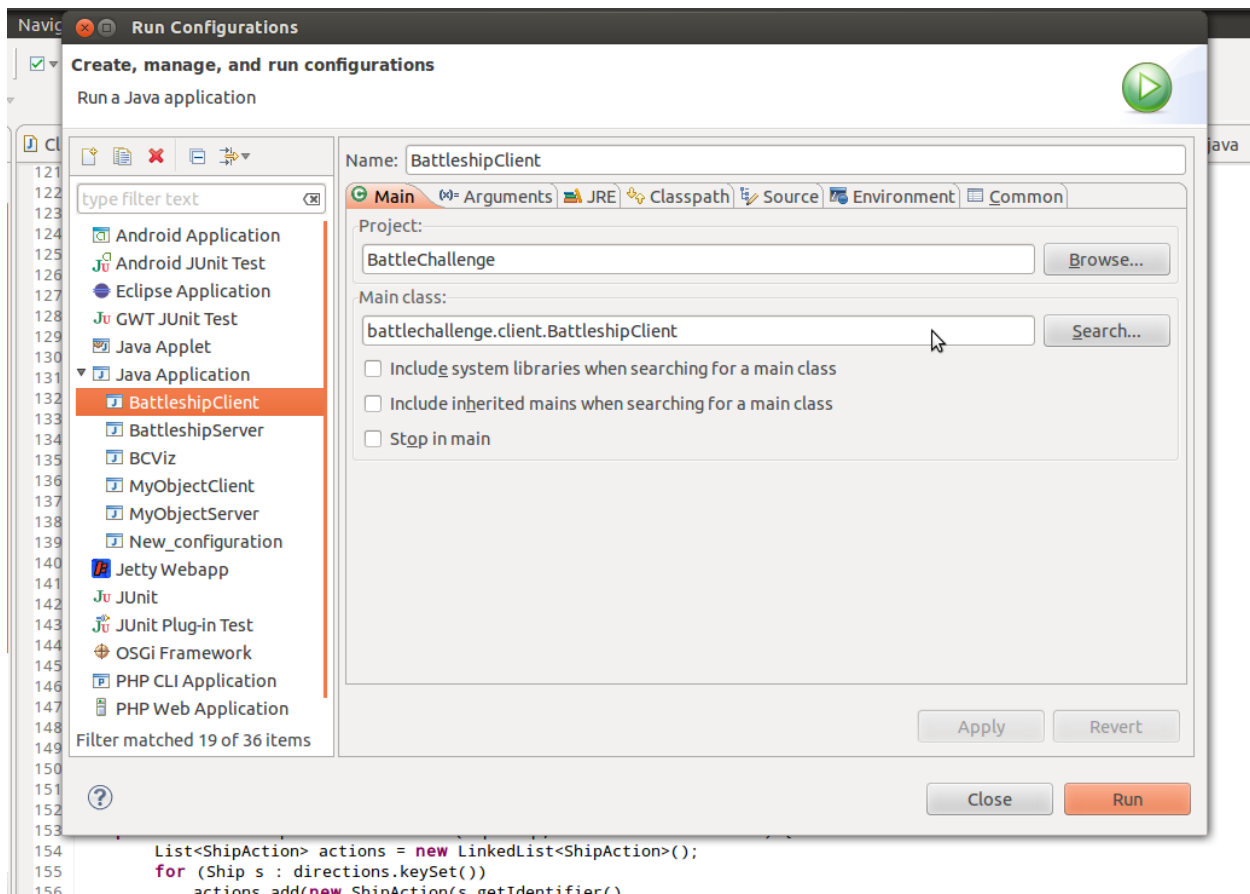 Navig
Run Configurations
Create, manage, and run configurations
Run a Java application
Cl
java
type filter text
Android Application
Android JUnit Test
Eclipse Application
GWT JUnit Test
Java Applet
Java Application
BattleshipClient
BattleshipServer
BCViz
MyObjectClient
MyObjectServer
New_configuration
Jetty Webapp
JUnit
JUnit Plug-in Test
OSGi Framework
PHP CLI Application
PHP Web Application
Filter matched 19 of 36 items
Name: BattleshipClient
Main Arguments JRE Classpath Source Environment Common
Project:
BattleChallenge Browse...
Main class:
battlechallenge.client.BattleshipClient Search...
Include system libraries when searching for a main class
Include inherited mains when searching for a main class
Stop in main
Apply Revert
Close Run
121
122
123
124
125
126
127
128
129
130
131
132
133
134
135
136
137
138
139
140
141
142
143
144
145
146
147
148
149
150
151
152
153
154 List<ShipAction> actions = new LinkedList<ShipAction>();
155 for (Ship s : directions.keySet())
156 actions.add(new ShipAction(s.getIdentifier()